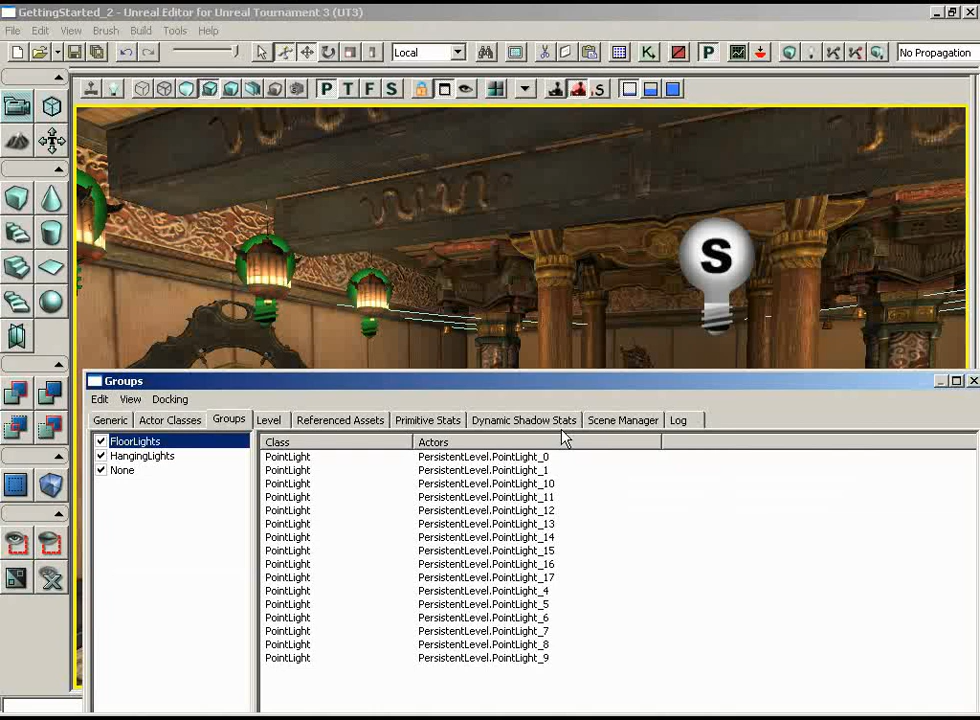 GettingStarted_2 - Unreal Editor for Unreal Tournament 3 (UT3)
File Edit View Brush Build Tools Help
Local
K
P
No Propagation
P T F S
.S
S
Groups
Edit View Docking
Generic Actor Classes Groups Level Referenced Assets Primitive Stats Dynamic Shadow Stats Scene Manager Log
FloorLights
HangingLights
None
Class Actors
PointLight PersistentLevel.PointLight_0
PointLight PersistentLevel.PointLight_1
PointLight PersistentLevel.PointLight_10
PointLight PersistentLevel.PointLight_11
PointLight PersistentLevel.PointLight_12
PointLight PersistentLevel.PointLight_13
PointLight PersistentLevel.PointLight_14
PointLight PersistentLevel.PointLight_15
PointLight PersistentLevel.PointLight_16
PointLight PersistentLevel.PointLight_17
PointLight PersistentLevel.PointLight_4
PointLight PersistentLevel.PointLight_5
PointLight PersistentLevel.PointLight_6
PointLight PersistentLevel.PointLight_7
PointLight PersistentLevel.PointLight_8
PointLight PersistentLevel.PointLight_9